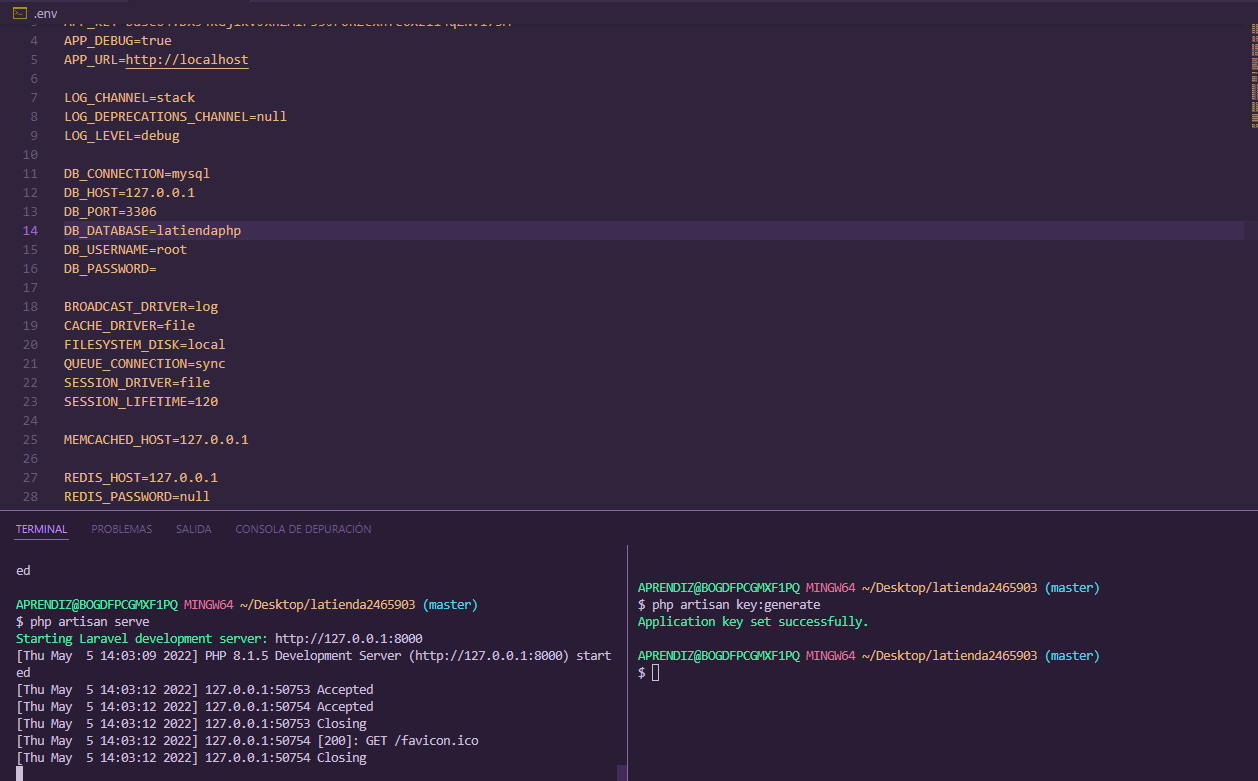 .env
4 APP_DEBUG=true
5 APP_URL=http://localhost
6
7 LOG_CHANNEL=stack
8 LOG_DEPRECATIONS_CHANNEL=null
9 LOG_LEVEL=debug
10
11 DB_CONNECTION=mysql
12 DB_HOST=127.0.0.1
13 DB_PORT=3306
14 DB_DATABASE=latiendaphp
15 DB_USERNAME=root
16 DB_PASSWORD=
17
18 BROADCAST_DRIVER=log
19 CACHE_DRIVER=file
20 FILESYSTEM_DISK=local
21 QUEUE_CONNECTION=sync
22 SESSION_DRIVER=file
23 SESSION_LIFETIME=120
24
25 MEMCACHED_HOST=127.0.0.1
26
27 REDIS_HOST=127.0.0.1
28 REDIS_PASSWORD=null
TERMINAL PROBLEMAS SALIDA CONSOLA DE DEPURACIÓN
ed
APRENDIZ@BOGDFPCGMXF1PQ MINGW64 ~/Desktop/latienda2465903 (master)
$ php artisan serve
Starting Laravel development server: http://127.0.0.1:8000
[Thu May  5 14:03:09 2022] PHP 8.1.5 Development Server (http://127.0.0.1:8000) start
ed
[Thu May  5 14:03:12 2022] 127.0.0.1:50753 Accepted
[Thu May  5 14:03:12 2022] 127.0.0.1:50754 Accepted
[Thu May  5 14:03:12 2022] 127.0.0.1:50753 Closing
[Thu May  5 14:03:12 2022] 127.0.0.1:50754 [200]: GET /favicon.ico
[Thu May  5 14:03:12 2022] 127.0.0.1:50754 Closing
APRENDIZ@BOGDFPCGMXF1PQ MINGW64 ~/Desktop/latienda2465903 (master)
$ php artisan key:generate
Application key set successfully.
APRENDIZ@BOGDFPCGMXF1PQ MINGW64 ~/Desktop/latienda2465903 (master)
$